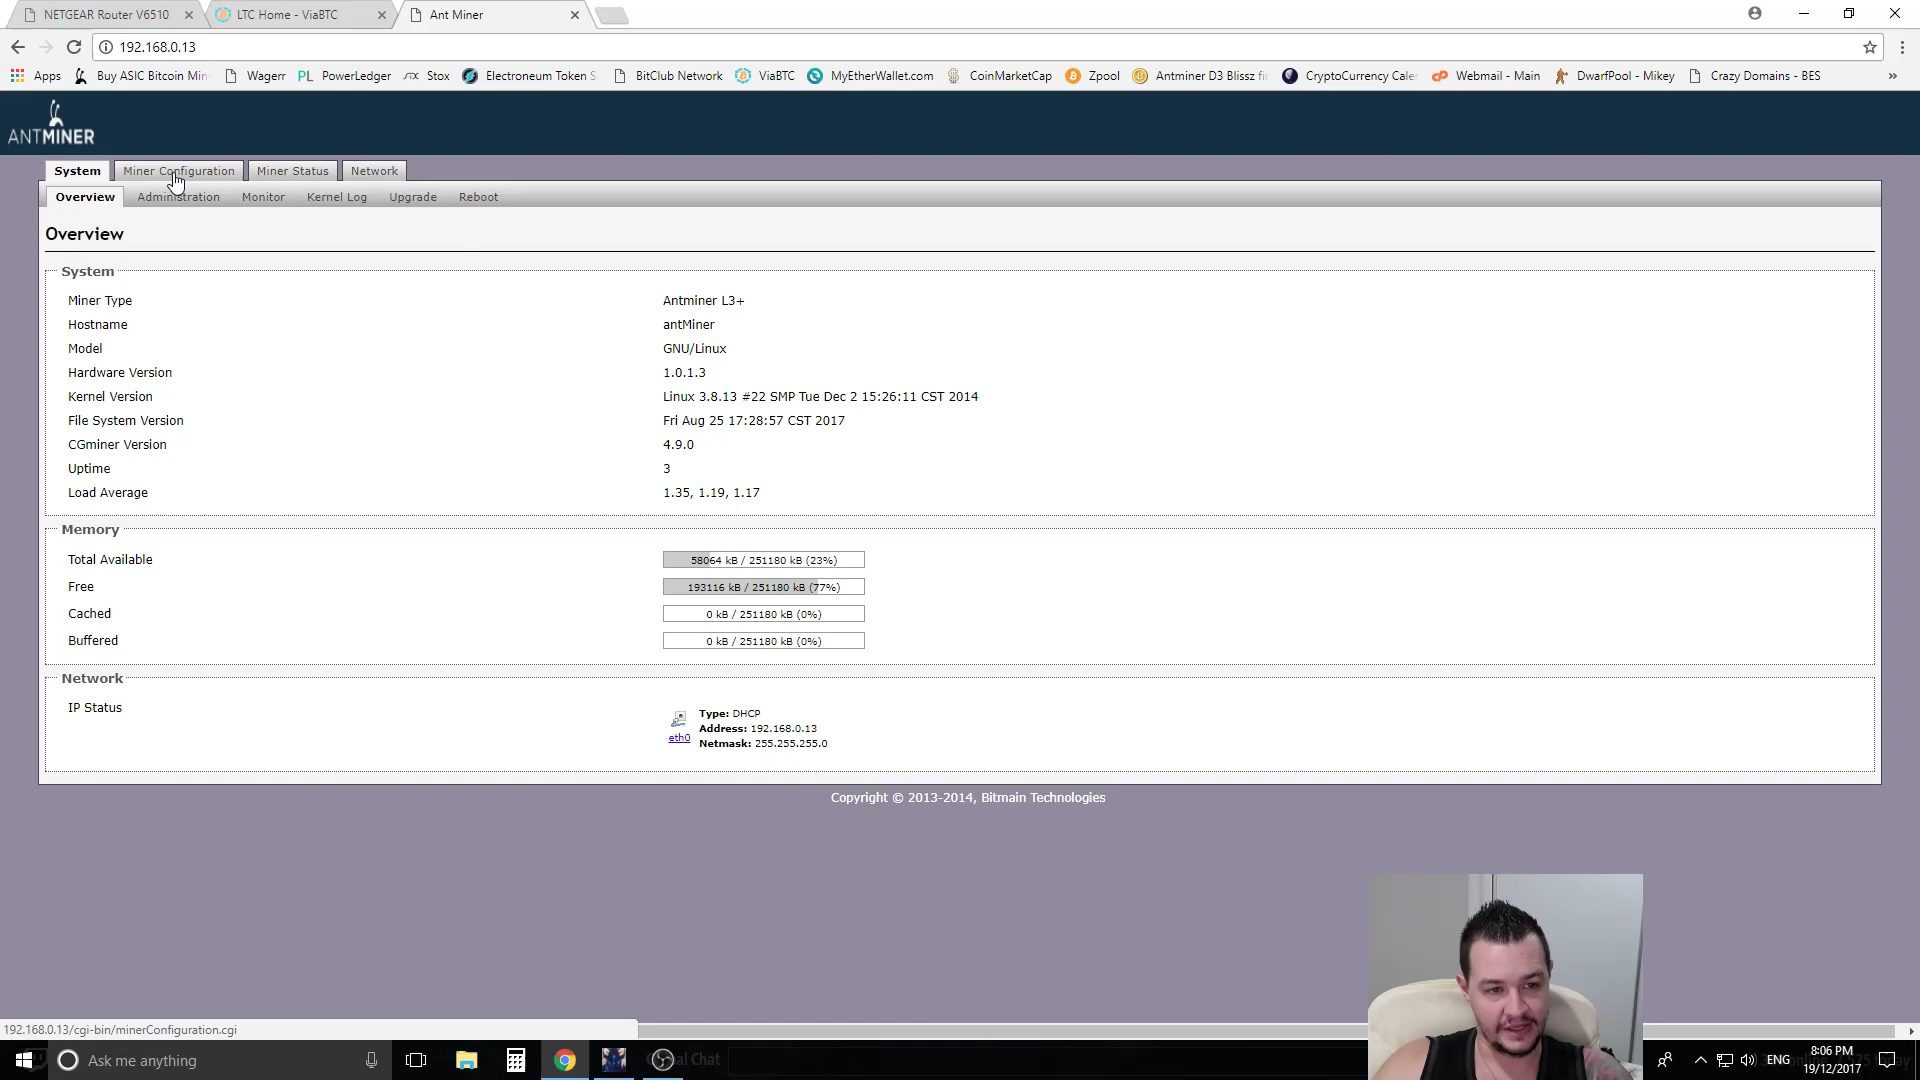 NETGEAR Router V6510
LTC Home - ViaBTC
Ant Miner
192.168.0.13
Apps
Buy ASIC Bitcoin Min
Wagerr
PL PowerLedger
Stox
Electroneum Token S
BitClub Network
ViaBTC
MyEtherWallet.com
CoinMarketCap
Zpool
Antminer D3 Blissz fi
CryptoCurrency Cale
Webmail - Main
DwarfPool - Mikey
Crazy Domains - BES
ANTMINER
System Miner Configuration Miner Status Network
Overview Administration Monitor Kernel Log Upgrade Reboot
Overview
System
Miner Type Antminer L3+
Hostname antMiner
Model GNU/Linux
Hardware Version 1.0.1.3
Kernel Version Linux 3.8.13 #22 SMP Tue Dec 2 15:26:11 CST 2014
File System Version Fri Aug 25 17:28:57 CST 2017
CGminer Version 4.9.0
Uptime 3
Load Average 1.35, 1.19, 1.17
Memory
Total Available 58064 kB / 251180 kB (23%)
Free 193116 kB / 251180 kB (77%)
Cached 0 kB / 251180 kB (0%)
Buffered 0 kB / 251180 kB (0%)
Network
IP Status
Type: DHCP
Address: 192.168.0.13
eth0
Netmask: 255.255.255.0
Copyright © 2013-2014, Bitmain Technologies
192.168.0.13/cgi-bin/minerConfiguration.cgi
Ask me anything
Chat
ENG
8:06 PM
19/12/2017